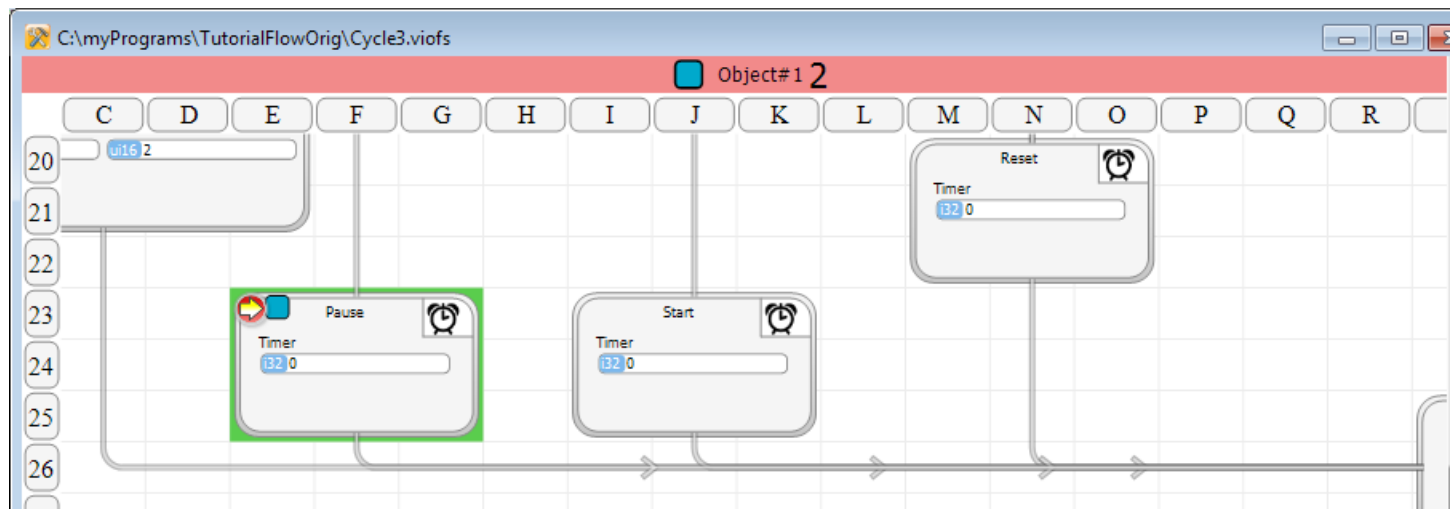 C:\myPrograms\TutorialFlowOrig\Cycle3.viofs
Object#1 2
C D E F G H I J K L M N O P Q R
20 ui16 2 Reset
Timer
21 i32 0
22
23 Pause Start
Timer Timer
24 i32 0 i32 0
25
26